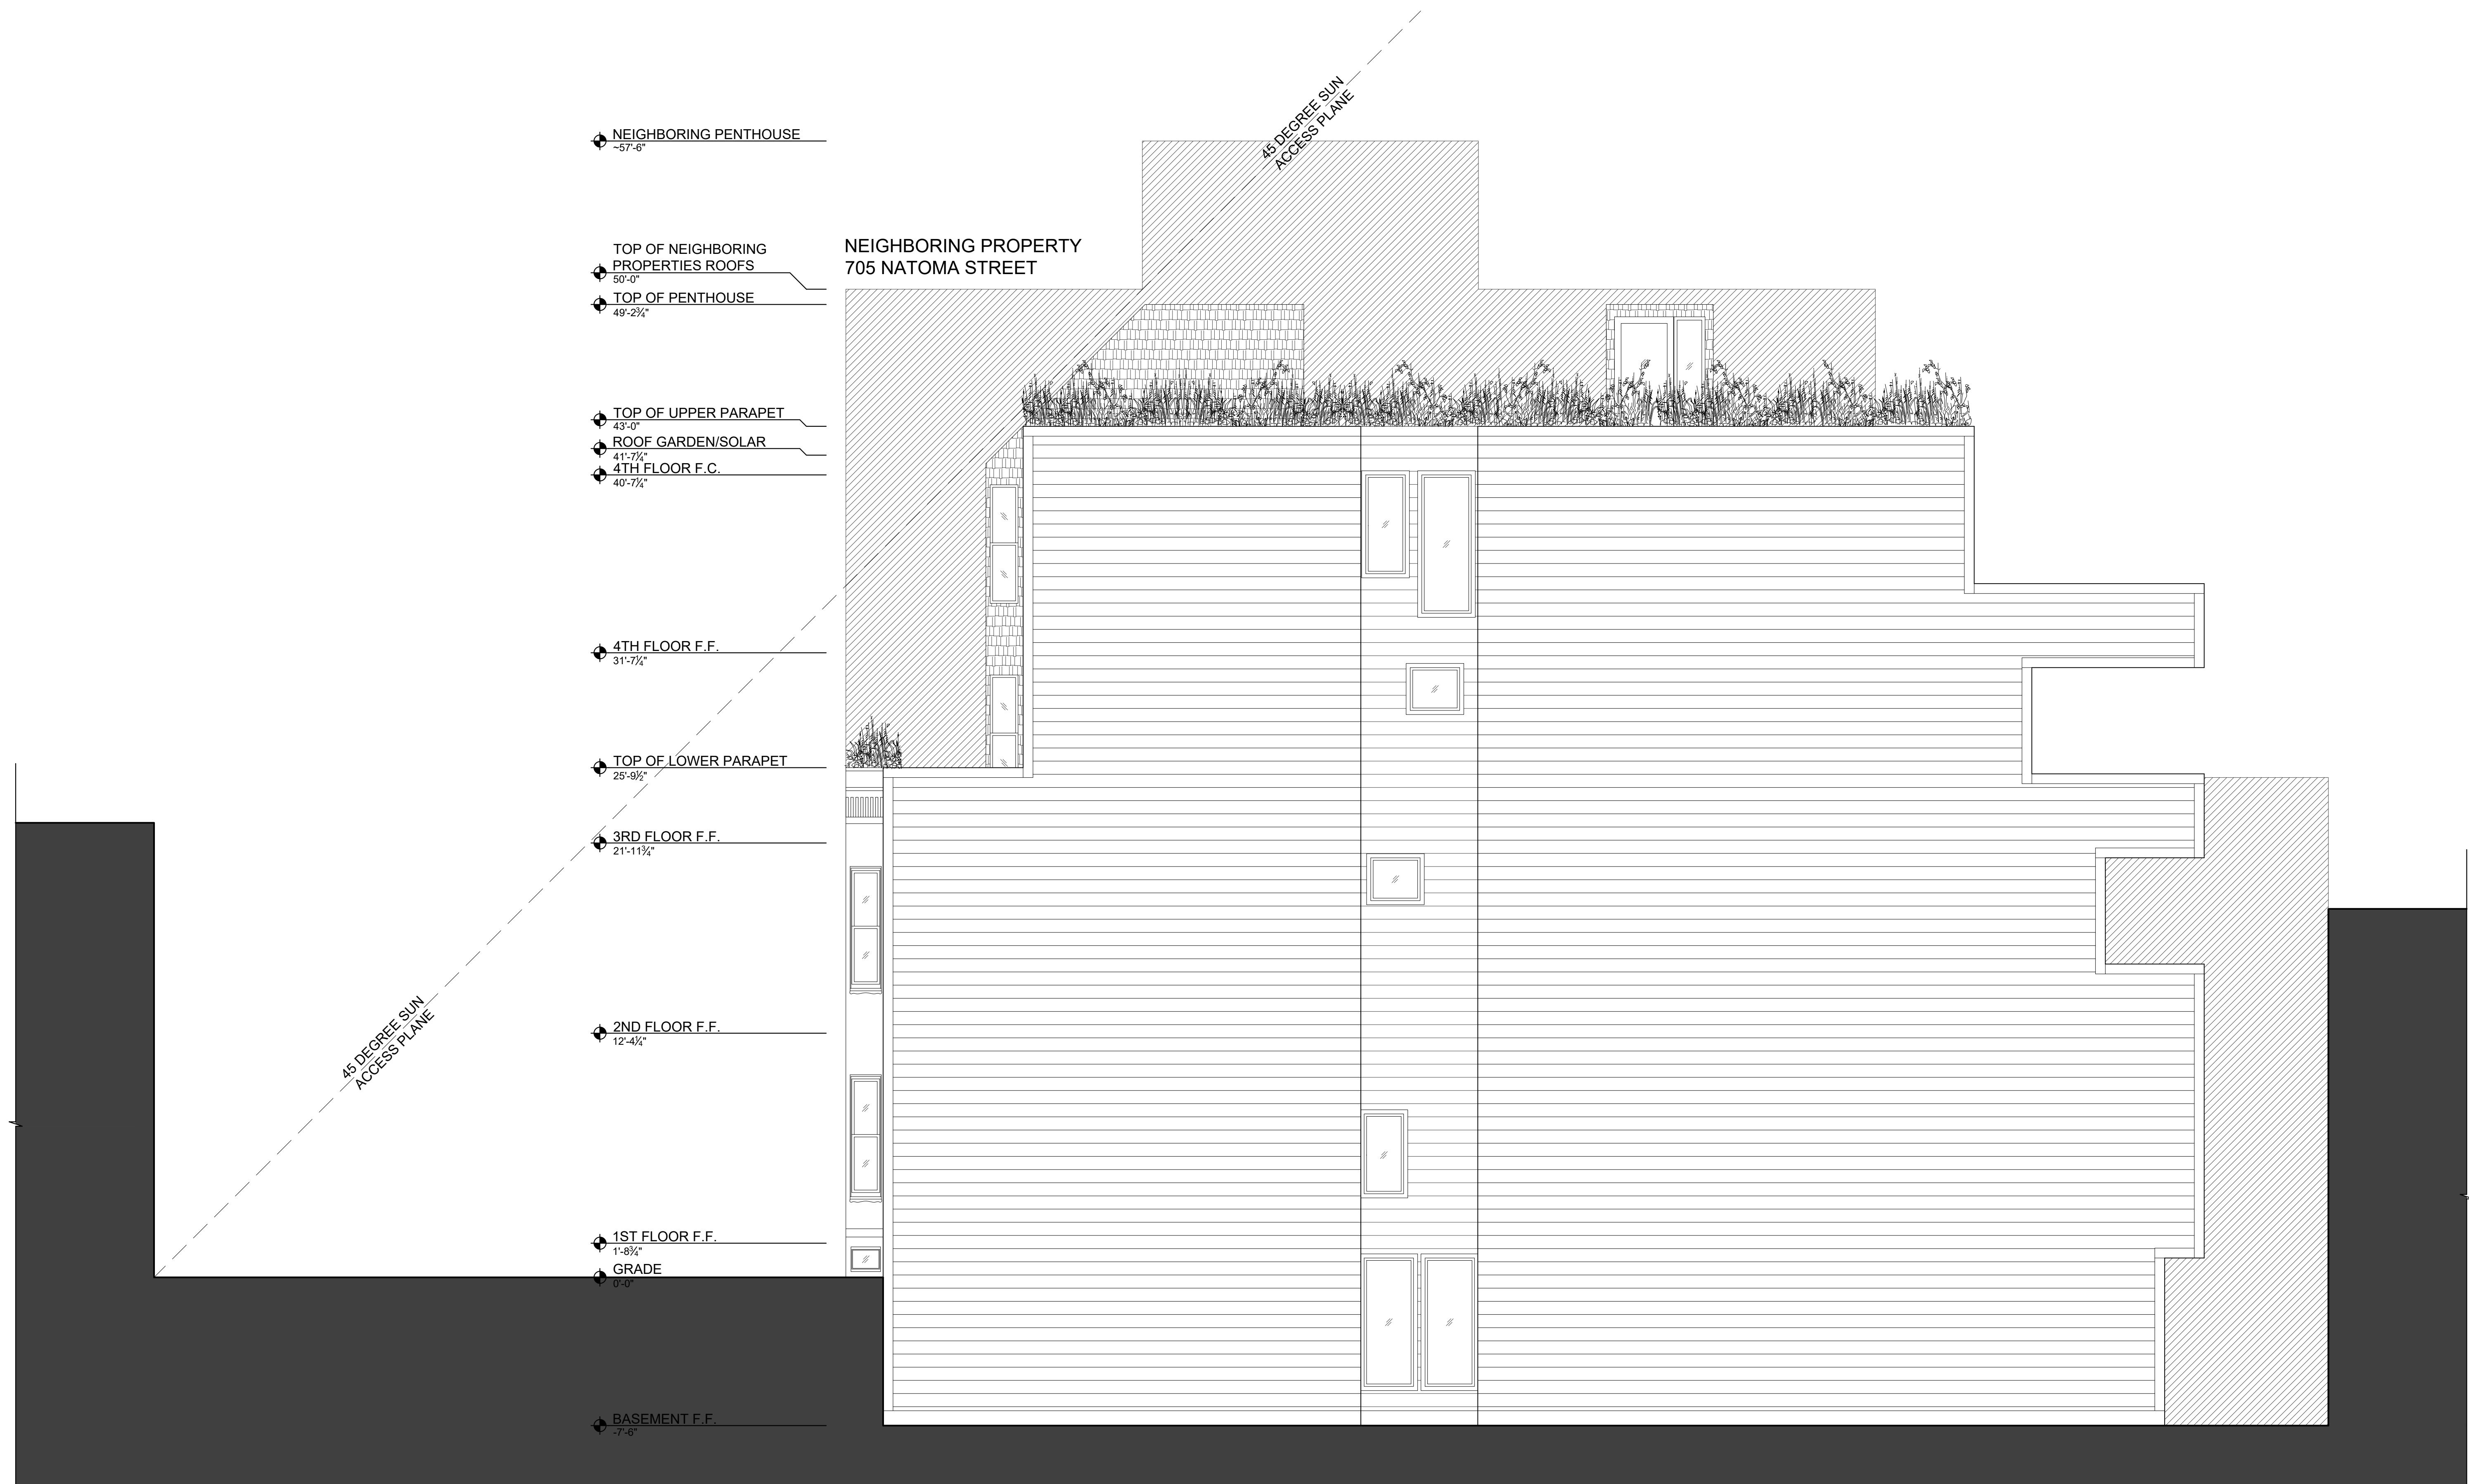 45 DEGREE SUN
ACCESS PLANE
NEIGHBORING PENTHOUSE
~57'-6"
TOP OF NEIGHBORING
PROPERTIES ROOFS
50'-0"
NEIGHBORING PROPERTY
705 NATOMA STREET
TOP OF PENTHOUSE
49'-2¾"
TOP OF UPPER PARAPET
43'-0"
ROOF GARDEN/SOLAR
41'-7¼"
4TH FLOOR F.C.
40'-7¼"
4TH FLOOR F.F.
31'-7¼"
TOP OF LOWER PARAPET
25'-9½"
3RD FLOOR F.F.
21'-11¾"
45 DEGREE SUN
ACCESS PLANE
2ND FLOOR F.F.
12'-4¼"
1ST FLOOR F.F.
1'-8¾"
GRADE
0'-0"
BASEMENT F.F.
-7'-6"